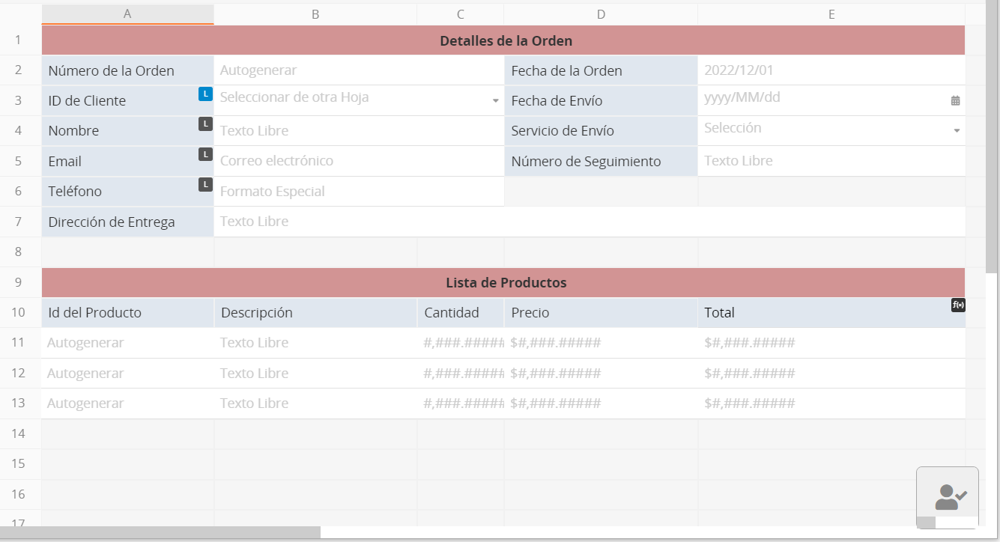 A B C D E
1 Detalles de la Orden
2 Número de la Orden Autogenerar Fecha de la Orden 2022/12/01
3 ID de Cliente L Seleccionar de otra Hoja Fecha de Envío yyyy/MM/dd
4 Nombre L Texto Libre Servicio de Envío Selección
5 Email L Correo electrónico Número de Seguimiento Texto Libre
6 Teléfono L Formato Especial
7 Dirección de Entrega Texto Libre
8
9 Lista de Productos
10 Id del Producto Descripción Cantidad Precio Total f(x)
11 Autogenerar Texto Libre #,###.##### $#,###.##### $#,###.#####
12 Autogenerar Texto Libre #,###.##### $#,###.##### $#,###.#####
13 Autogenerar Texto Libre #,###.##### $#,###.##### $#,###.#####
14
15
16
17